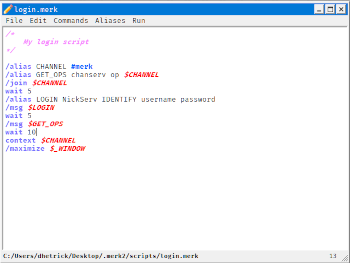 login.merk
File Edit Commands Aliases Run
/*
My login script
*/
/alias CHANNEL #merk
/alias GET_OPS chanserv op $CHANNEL
/join $CHANNEL
wait 5
/alias LOGIN NickServ IDENTIFY username password
/msg $LOGIN
wait 5
/msg $GET_OPS
wait 10
context $CHANNEL
/maximize $_WINDOW
C:/Users/dhetrick/Desktop/.merk2/scripts/login.merk 13